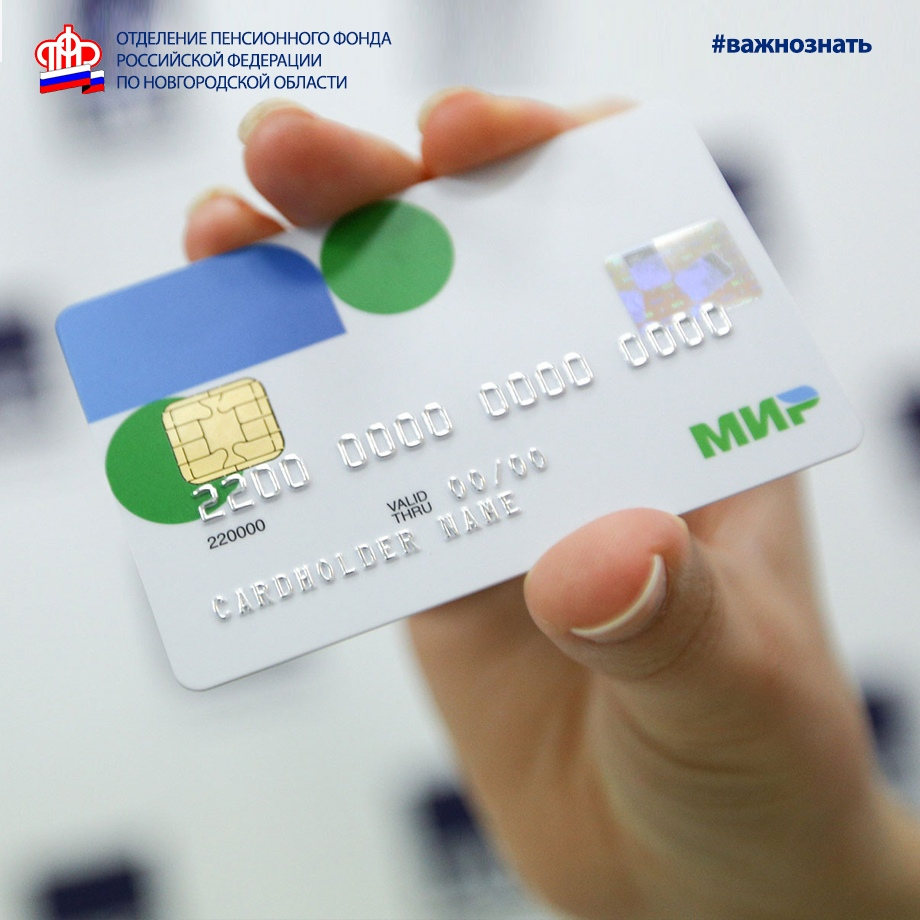 ОТДЕЛЕНИЕ ПЕНСИОННОГО ФОНДА
РОССИЙСКОЙ ФЕДЕРАЦИИ
ПО НОВГОРОДСКОЙ ОБЛАСТИ
#важнознать
2200 0000 0000 0000
220000
VALID
THRU
00/00
CARDHOLDER NAME
МИР